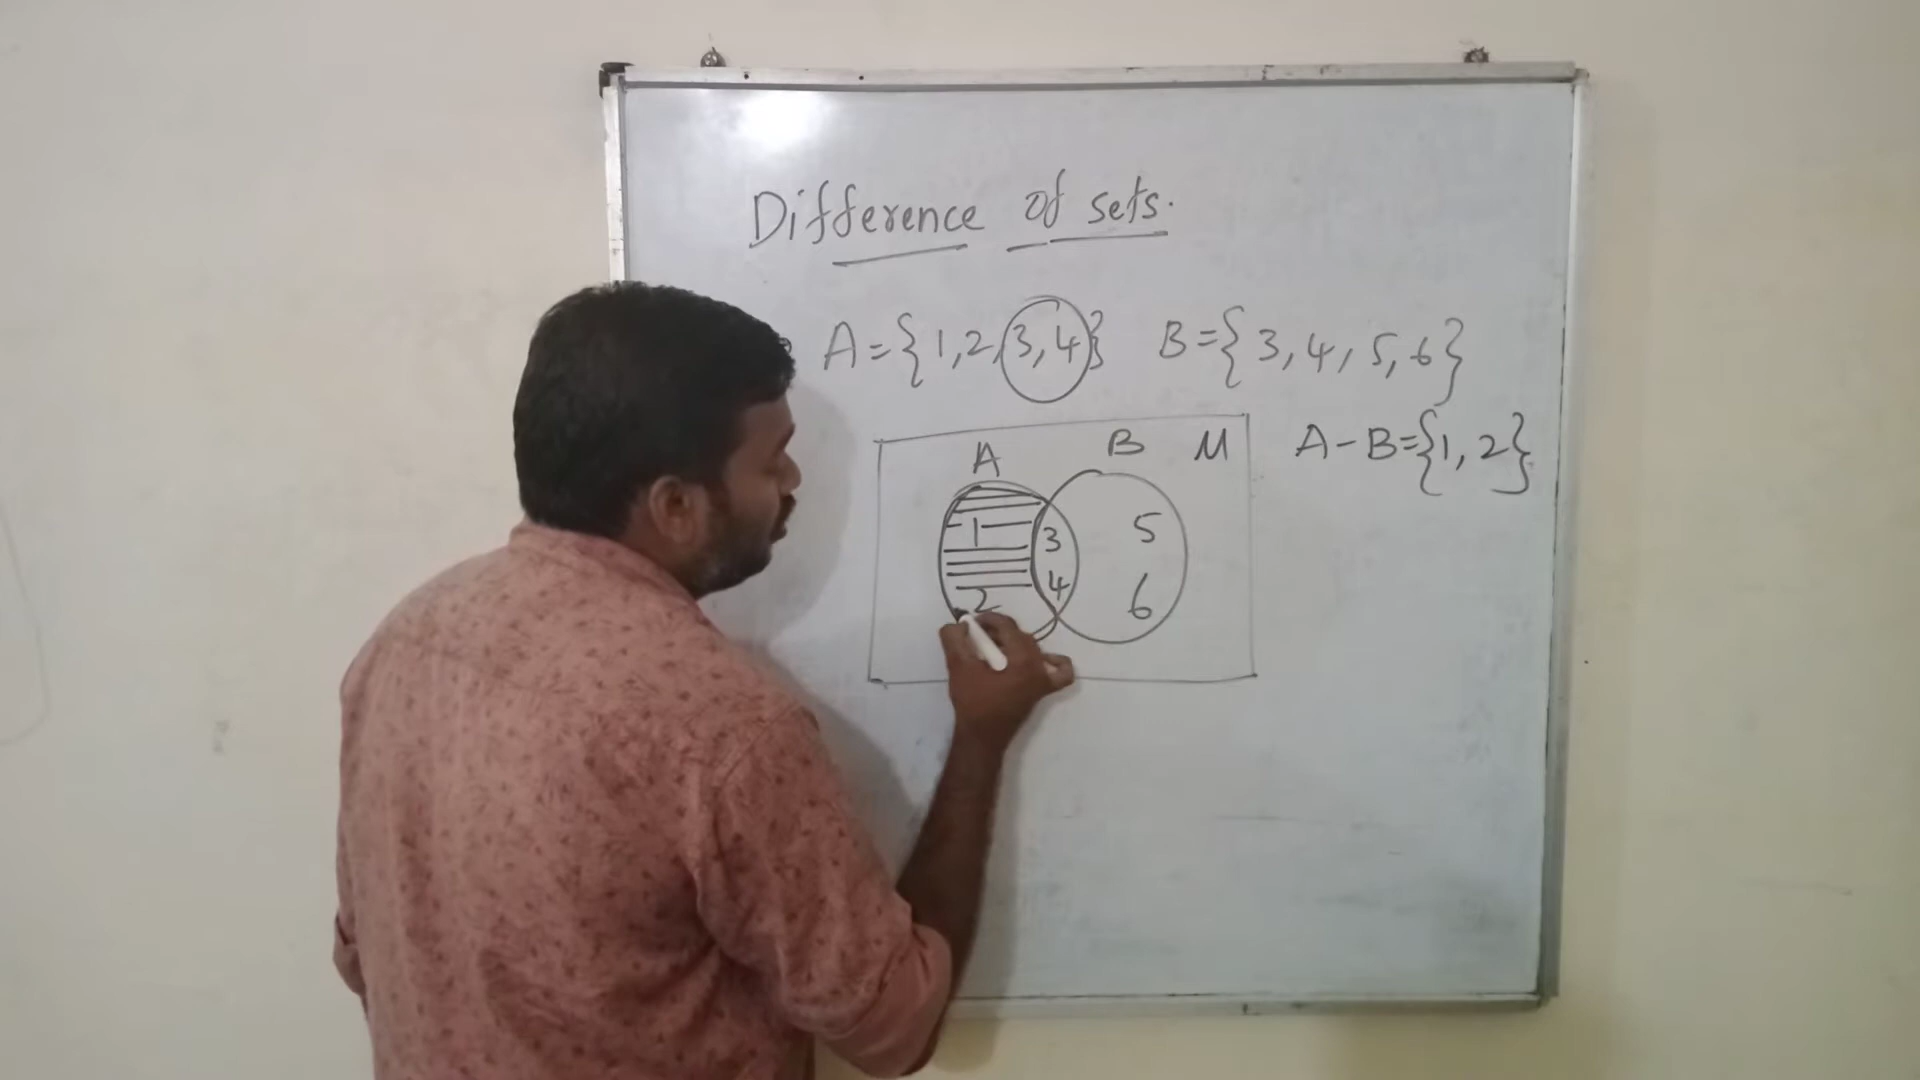 Difference of sets.
A = {1, 2, 3, 4} B = {3, 4, 5, 6}
A B M A - B = {1, 2}
1 3 5
2 4 6